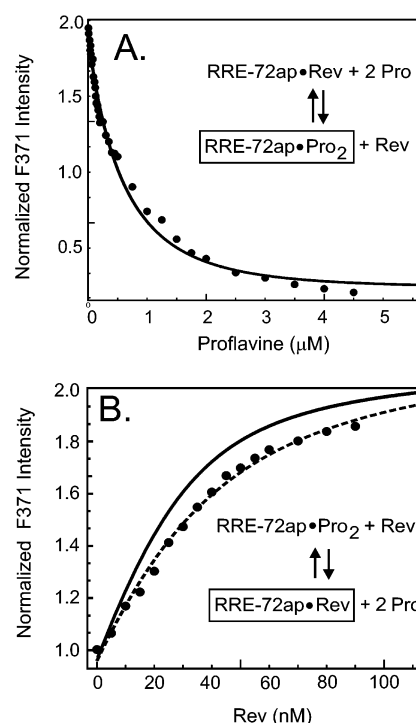 2.0
A.
RRE-72ap•Rev + 2 Pro
1.5
RRE-72ap•Pro2 + Rev
1.0
0.5
0
0 1 2 3 4 5
Normalized F371 Intensity
Proflavine (µM)
2.0
B.
1.8
1.6
RRE-72ap•Pro2 + Rev
1.4
1.2
RRE-72ap•Rev + 2 Pro
1.0
0 20 40 60 80 100
Normalized F371 Intensity
Rev (nM)